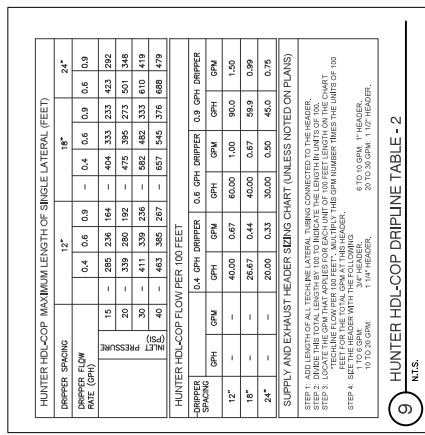 HUNTER HDL-COP MAXIMUM LENGTH OF SINGLE LATERAL (FEET)
DRIPPER SPACING 12" 18" 24"
DRIPPER FLOW
RATE (GPH) 0.4 0.6 0.9 – 0.4 0.6 0.9 0.6 0.9
INLET PRESSURE (PSI)
15 – 285 236 164 – 404 333 233 423 292
20 – 339 280 192 – 475 395 273 501 348
30 – 411 339 236 – 582 482 333 610 419
40 – 463 385 267 – 657 545 376 688 479
HUNTER HDL-COP FLOW PER 100 FEET
DRIPPER
SPACING 0.4 GPH DRIPPER 0.6 GPH DRIPPER 0.9 GPH DRIPPER
GPH GPM GPH GPM GPH GPM GPH GPM
12" – – 40.00 0.67 60.00 1.00 90.0 1.50
18" – – 26.67 0.44 40.00 0.67 59.9 0.99
24" – – 20.00 0.33 30.00 0.50 45.0 0.75
SUPPLY AND EXHAUST HEADER SIZING CHART (UNLESS NOTED ON PLANS)
STEP 1: ADD LENGTH OF ALL TECHLINE LATERAL TUBING CONNECTED TO THE HEADER.
STEP 2: DIVIDE THIS TOTAL LENGTH BY 100 TO INDICATE THE LENGTH IN UNITS OF 100.
STEP 3: LOCATE THE GPM THAT APPLIES FOR EACH UNIT OF 100 FEET LENGTH ON THE CHART
"TECHLINE FLOW PER 100 FEET". MULTIPLY THIS GPM NUMBER TIMES THE UNITS OF 100
FEET FOR THE TOTAL GPM AT THIS HEADER.
STEP 4: SIZE THE HEADER WITH THE FOLLOWING:
1 TO 6 GPM: 3/4" HEADER, 6 TO 10 GPM: 1" HEADER,
10 TO 20 GPM: 1 1/4" HEADER, 20 TO 30 GPM: 1 1/2" HEADER,
9 HUNTER HDL-COP DRIPLINE TABLE - 2
N.T.S.